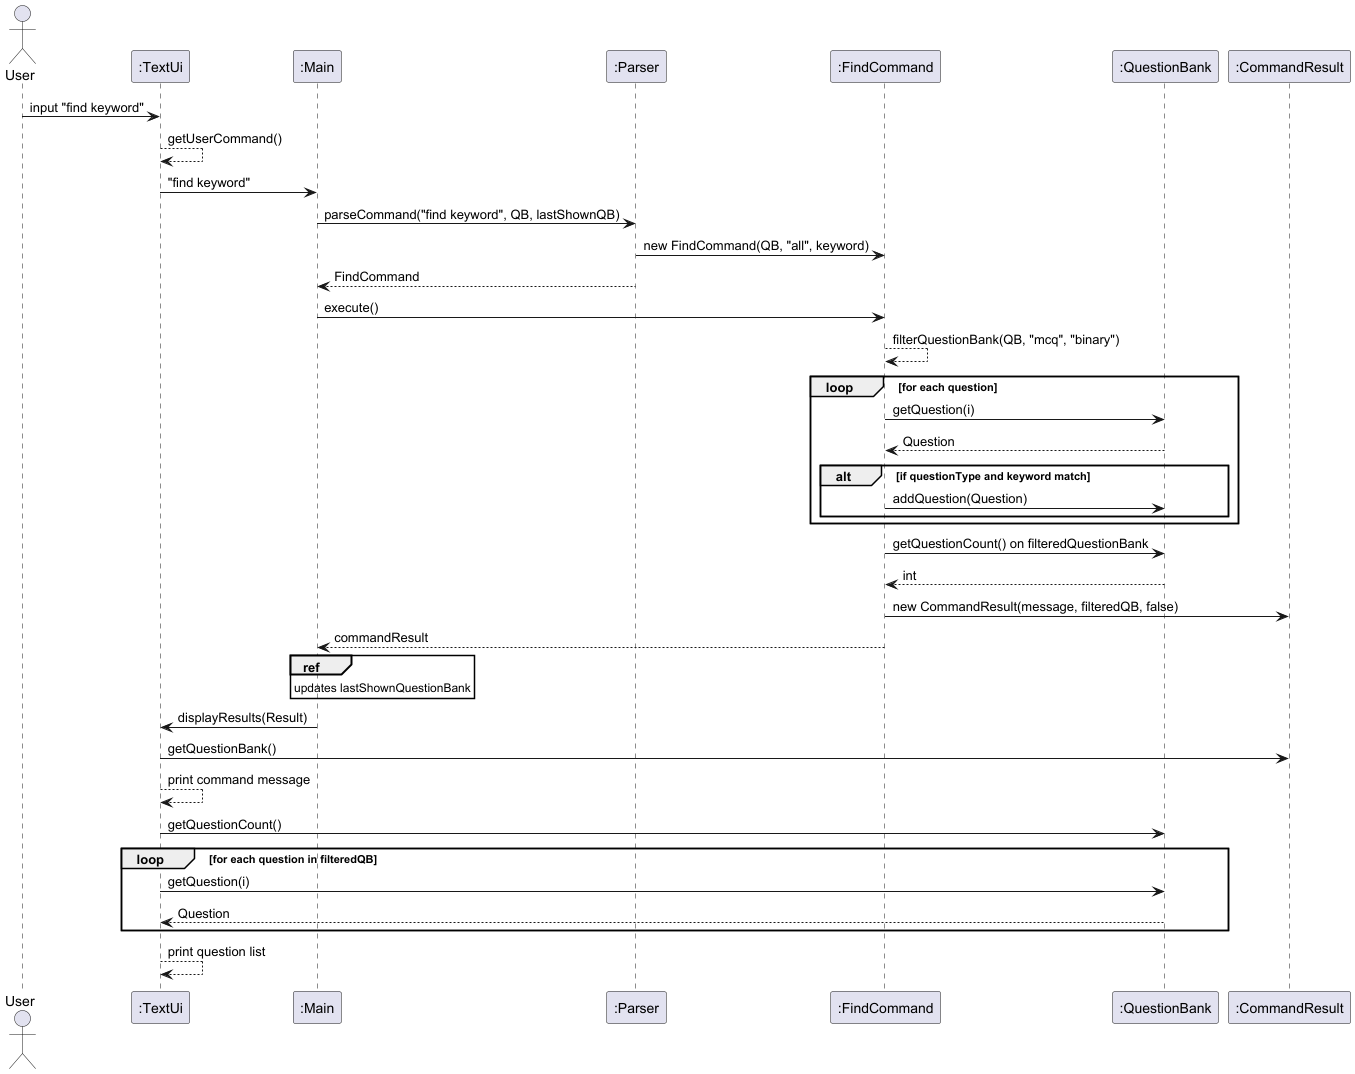 User
:TextUi
:Main
:Parser
:FindCommand
:QuestionBank
:CommandResult
input "find keyword"
getUserCommand()
"find keyword"
parseCommand("find keyword", QB, lastShownQB)
new FindCommand(QB, "all", keyword)
FindCommand
execute()
filterQuestionBank(QB, "mcq", "binary")
loop
[for each question]
getQuestion(i)
Question
alt
[if questionType and keyword match]
addQuestion(Question)
getQuestionCount() on filteredQuestionBank
int
new CommandResult(message, filteredQB, false)
commandResult
ref
updates lastShownQuestionBank
displayResults(Result)
getQuestionBank()
print command message
getQuestionCount()
loop
[for each question in filteredQB]
getQuestion(i)
Question
print question list
User
:TextUi
:Main
:Parser
:FindCommand
:QuestionBank
:CommandResult